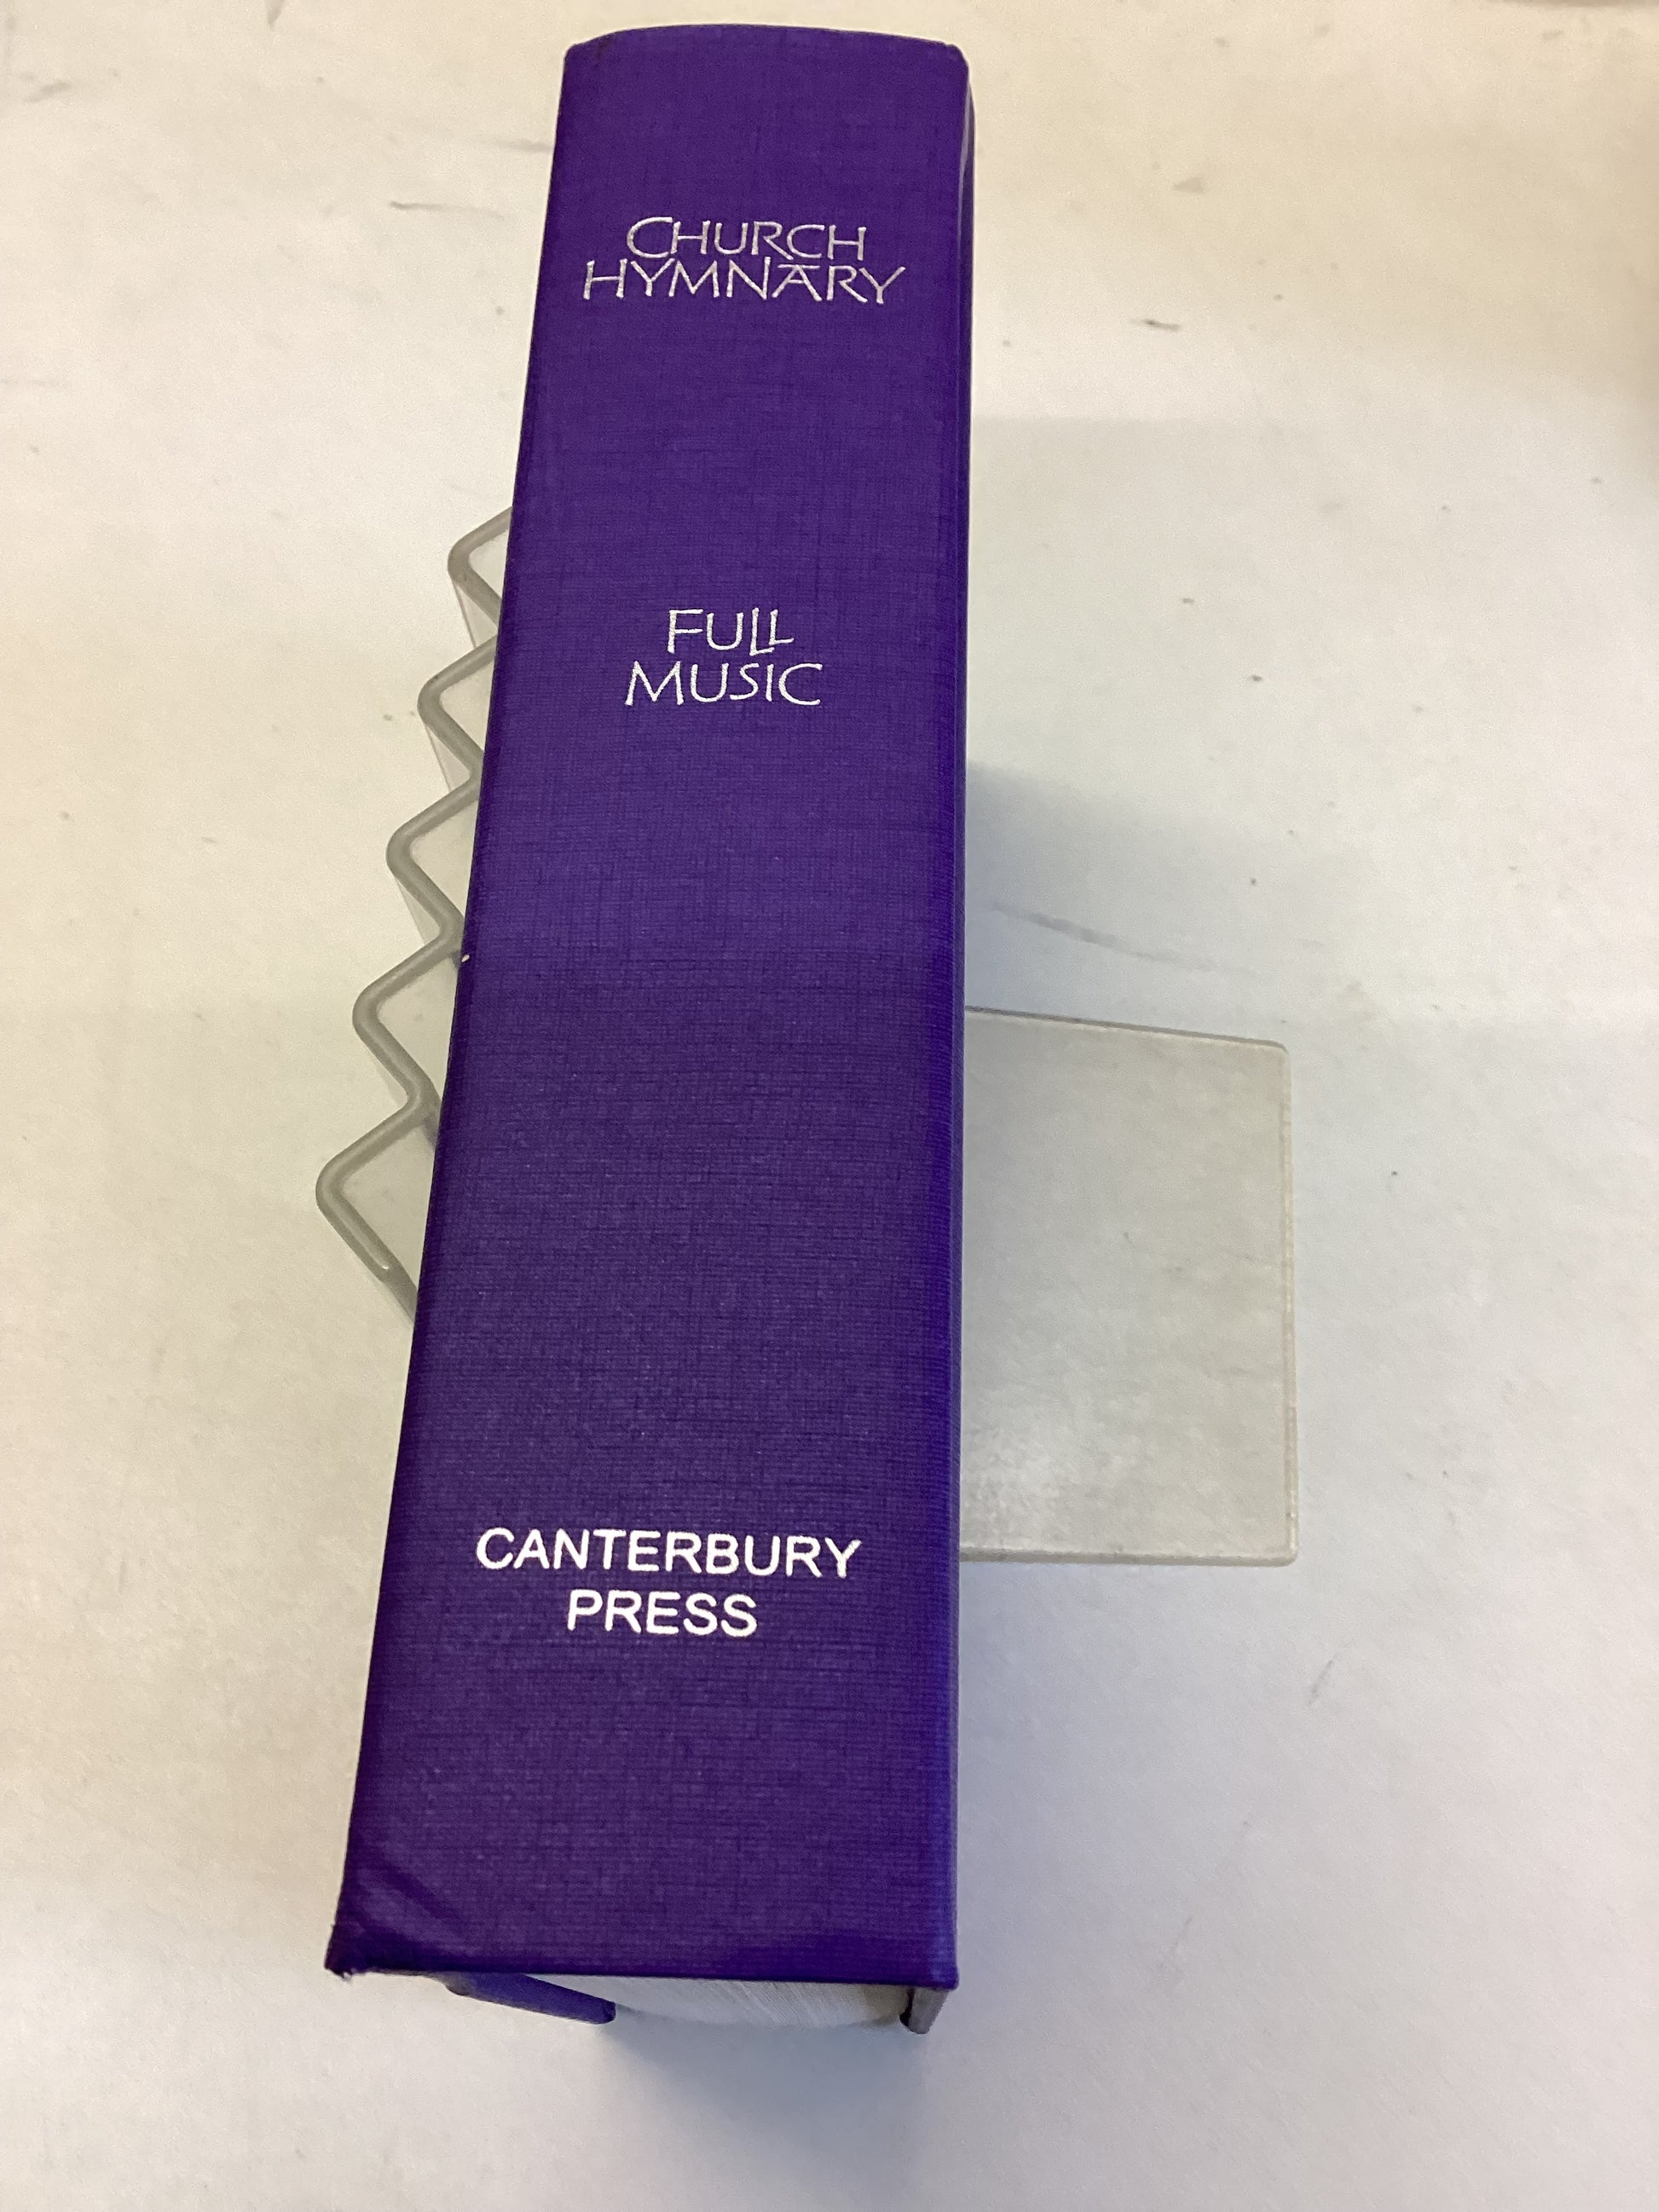 CHURCH
HYMNARY
FULL
MUSIC
CANTERBURY
PRESS